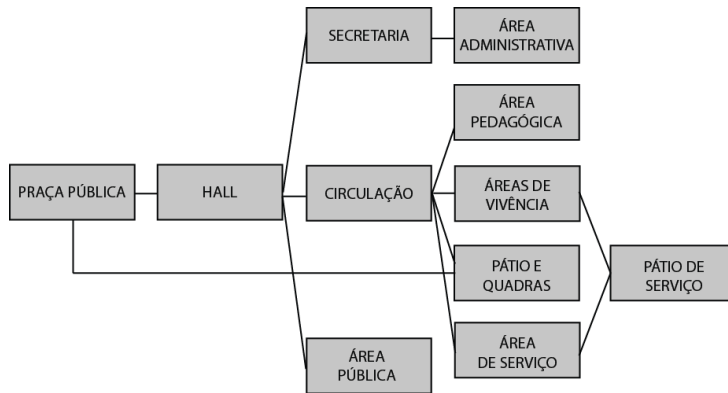 SECRETARIA
ÁREA
ADMINISTRATIVA
ÁREA
PEDAGÓGICA
PRAÇA PÚBLICA
HALL
CIRCULAÇÃO
ÁREAS DE
VIVÊNCIA
PÁTIO E
QUADRAS
PÁTIO DE
SERVIÇO
ÁREA
PÚBLICA
ÁREA
DE SERVIÇO